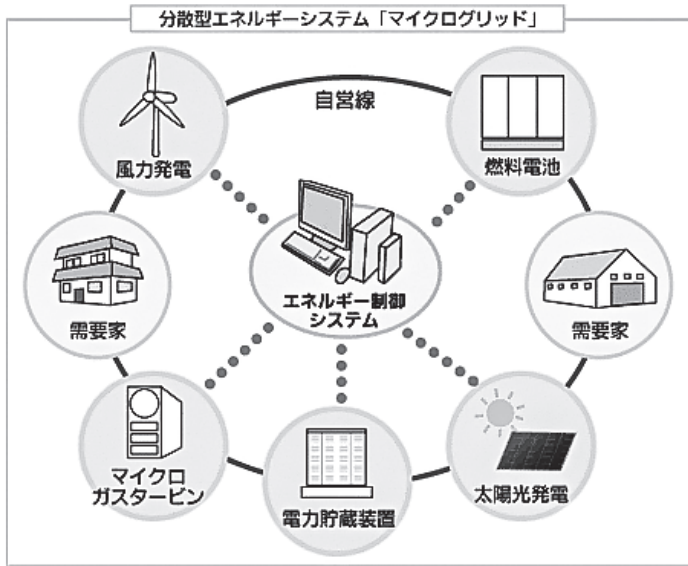 分散型エネルギーシステム「マイクログリッド」
自営線
風力発電
燃料電池
エネルギー制御
システム
需要家
需要家
マイクロ
ガスタービン
電力貯蔵装置
太陽光発電